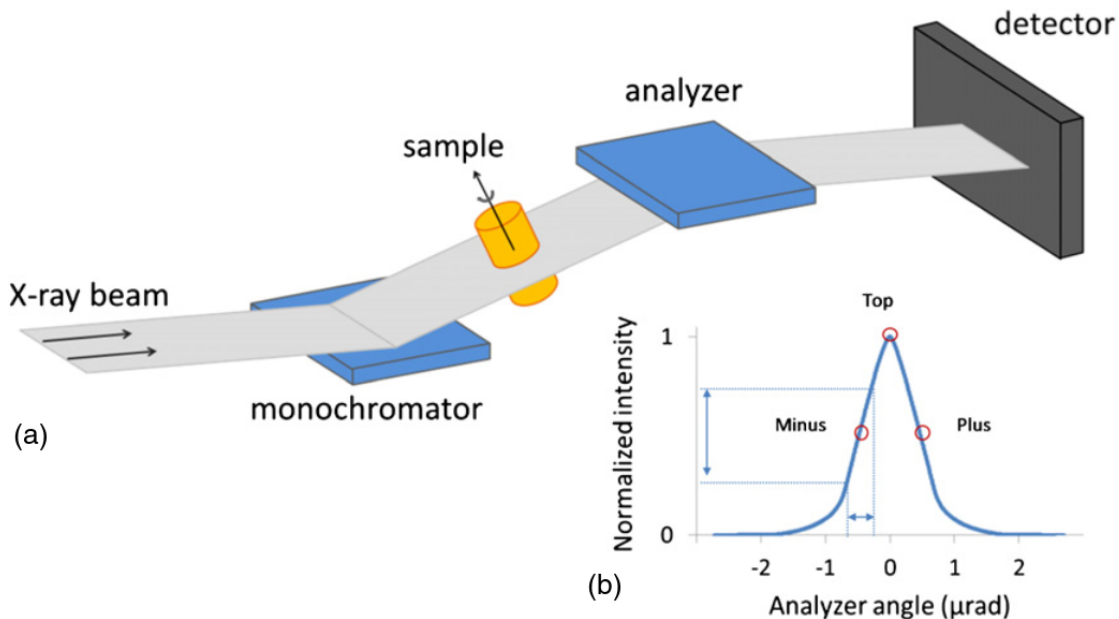 detector
analyzer
sample
X-ray beam
monochromator
(a)
Top
1
Normalized intensity
Minus
Plus
0
-2 -1 0 1 2
(b)
Analyzer angle (μrad)